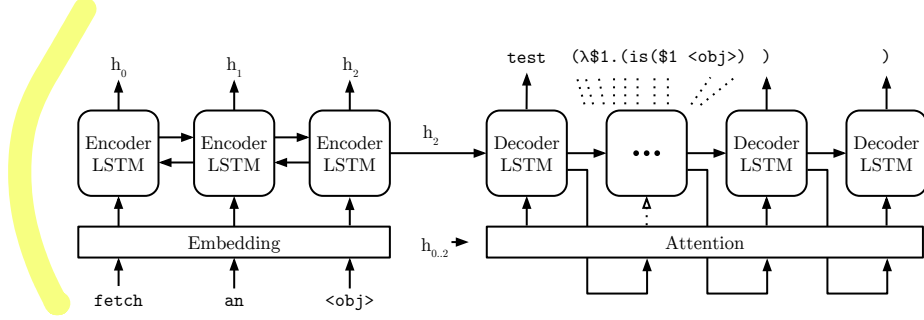 test (λ$1.(is($1 <obj>) ) )
h0 h1 h2
Encoder LSTM Encoder LSTM Encoder LSTM h2 Decoder LSTM ••• Decoder LSTM Decoder LSTM
Embedding h0..2 Attention
fetch an <obj>